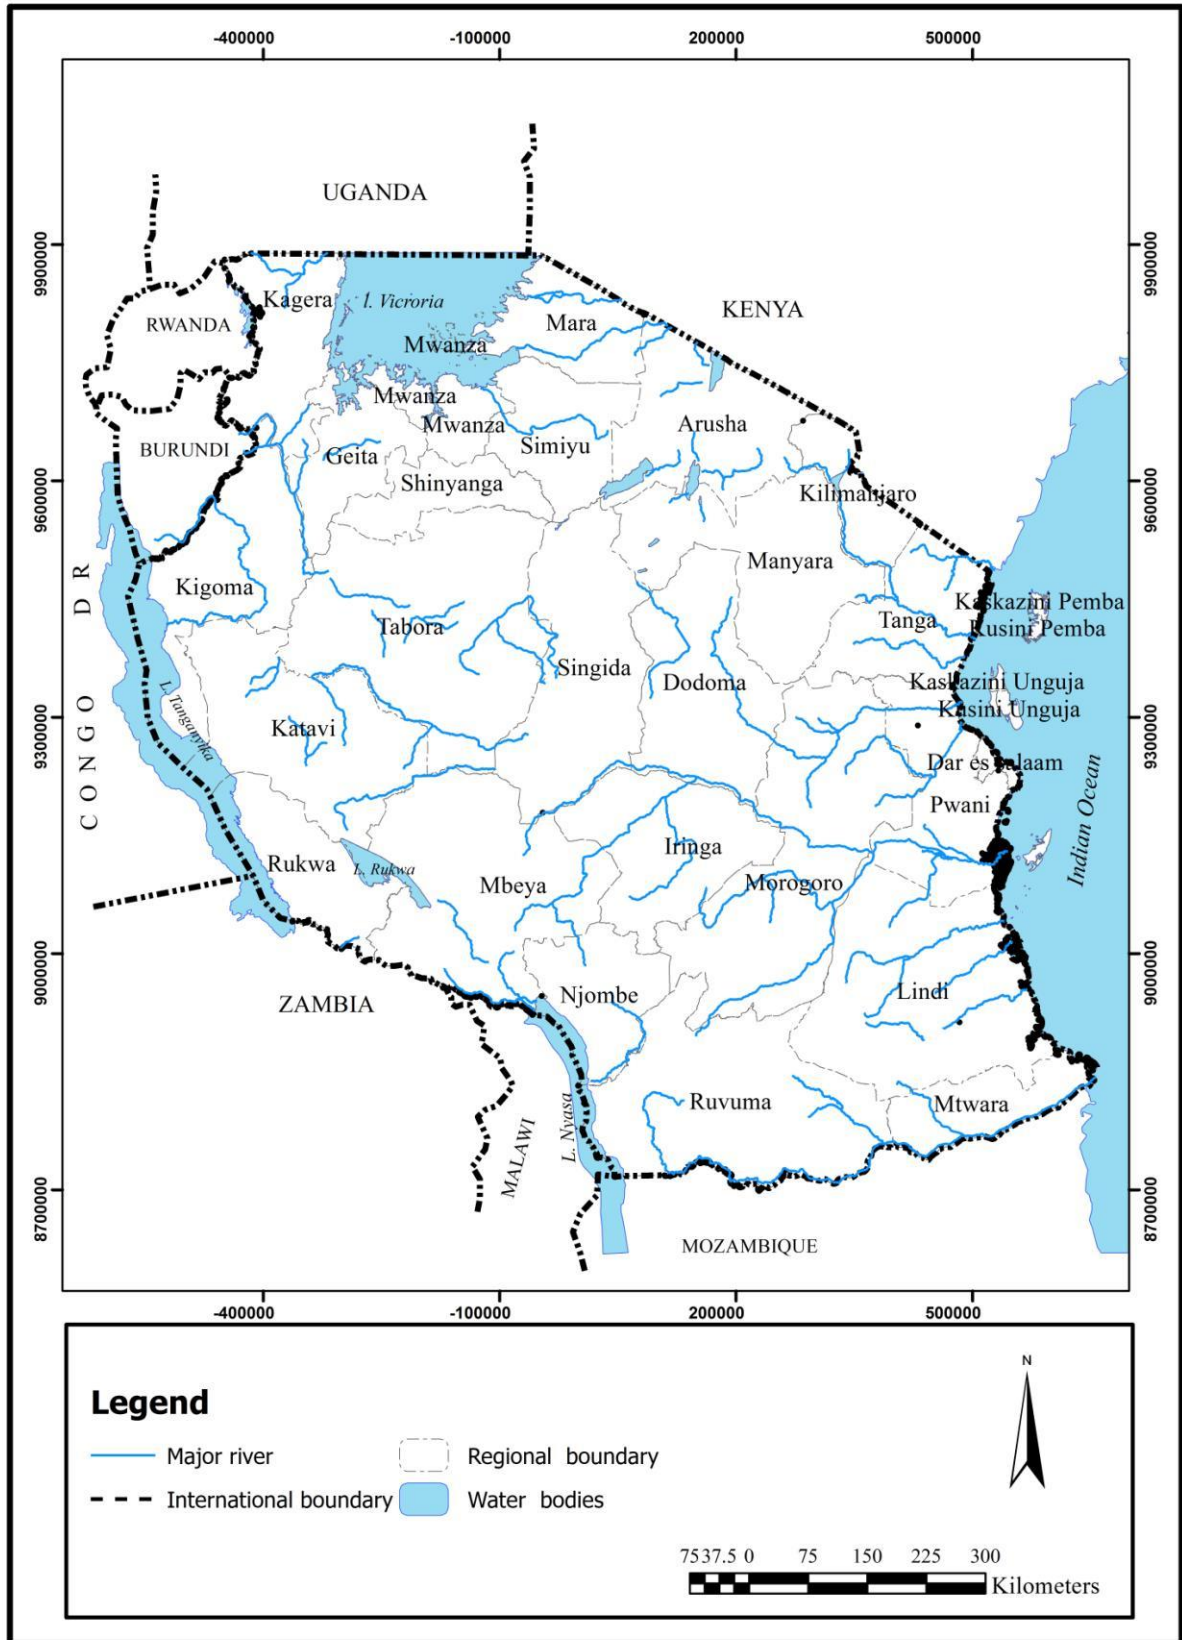 -400000 -100000 200000 500000
9900000
9600000
9300000
9000000
8700000
9900000
9600000
9300000
9000000
8700000
UGANDA
KENYA
RWANDA
BURUNDI
CONGO DR
ZAMBIA
MALAWI
MOZAMBIQUE
Kagera
l. Vicroria
Mara
Mwanza
Mwanza
Mwanza
Geita
Simiyu
Arusha
Shinyanga
Kilimanjaro
Kigoma
Manyara
Tabora
Tanga
Kaskazini Pemba
Kusini Pemba
Singida
Dodoma
Kaskazini Unguja
Kusini Unguja
L. Tanganyika
Katavi
Dar es salaam
Pwani
Indian Ocean
Rukwa
L. Rukwa
Mbeya
Iringa
Morogoro
Njombe
Lindi
L. Nyasa
Ruvuma
Mtwara
-400000 -100000 200000 500000
Legend
Major river
Regional boundary
International boundary
Water bodies
N
75 37.5 0 75 150 225 300
Kilometers